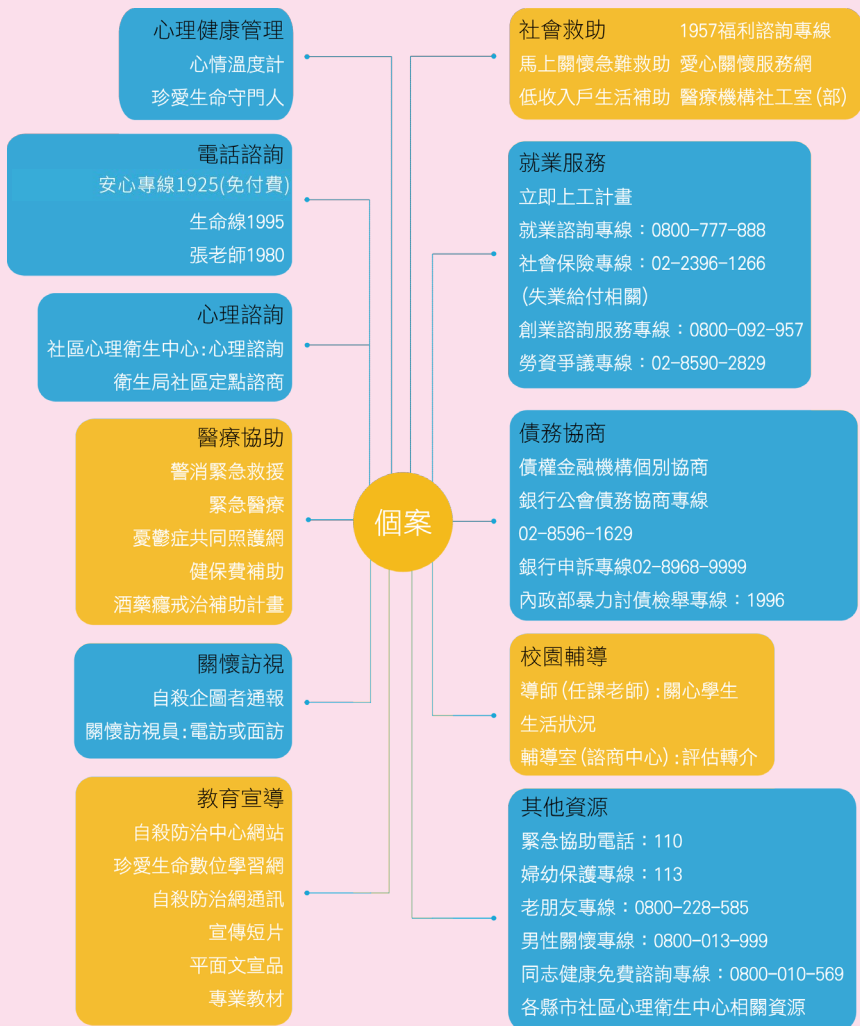 心理健康管理
心情溫度計
珍愛生命守門人
電話諮詢
安心專線1925(免付費)
生命線1995
張老師1980
心理諮詢
社區心理衛生中心:心理諮詢
衛生局社區定點諮商
醫療協助
警消緊急救援
緊急醫療
憂鬱症共同照護網
健保費補助
酒藥癮戒治補助計畫
關懷訪視
自殺企圖者通報
關懷訪視員:電訪或面訪
教育宣導
自殺防治中心網站
珍愛生命數位學習網
自殺防治網通訊
宣傳短片
平面文宣品
專業教材
個案
社會救助 1957福利諮詢專線
馬上關懷急難救助 愛心關懷服務網
低收入戶生活補助 醫療機構社工室(部)
就業服務
立即上工計畫
就業諮詢專線：0800-777-888
社會保險專線：02-2396-1266
(失業給付相關)
創業諮詢服務專線：0800-092-957
勞資爭議專線：02-8590-2829
債務協商
債權金融機構個別協商
銀行公會債務協商專線
02-8596-1629
銀行申訴專線02-8968-9999
內政部暴力討債檢舉專線：1996
校園輔導
導師(任課老師):關心學生
生活狀況
輔導室(諮商中心):評估轉介
其他資源
緊急協助電話：110
婦幼保護專線：113
老朋友專線：0800-228-585
男性關懷專線：0800-013-999
同志健康免費諮詢專線：0800-010-569
各縣市社區心理衛生中心相關資源